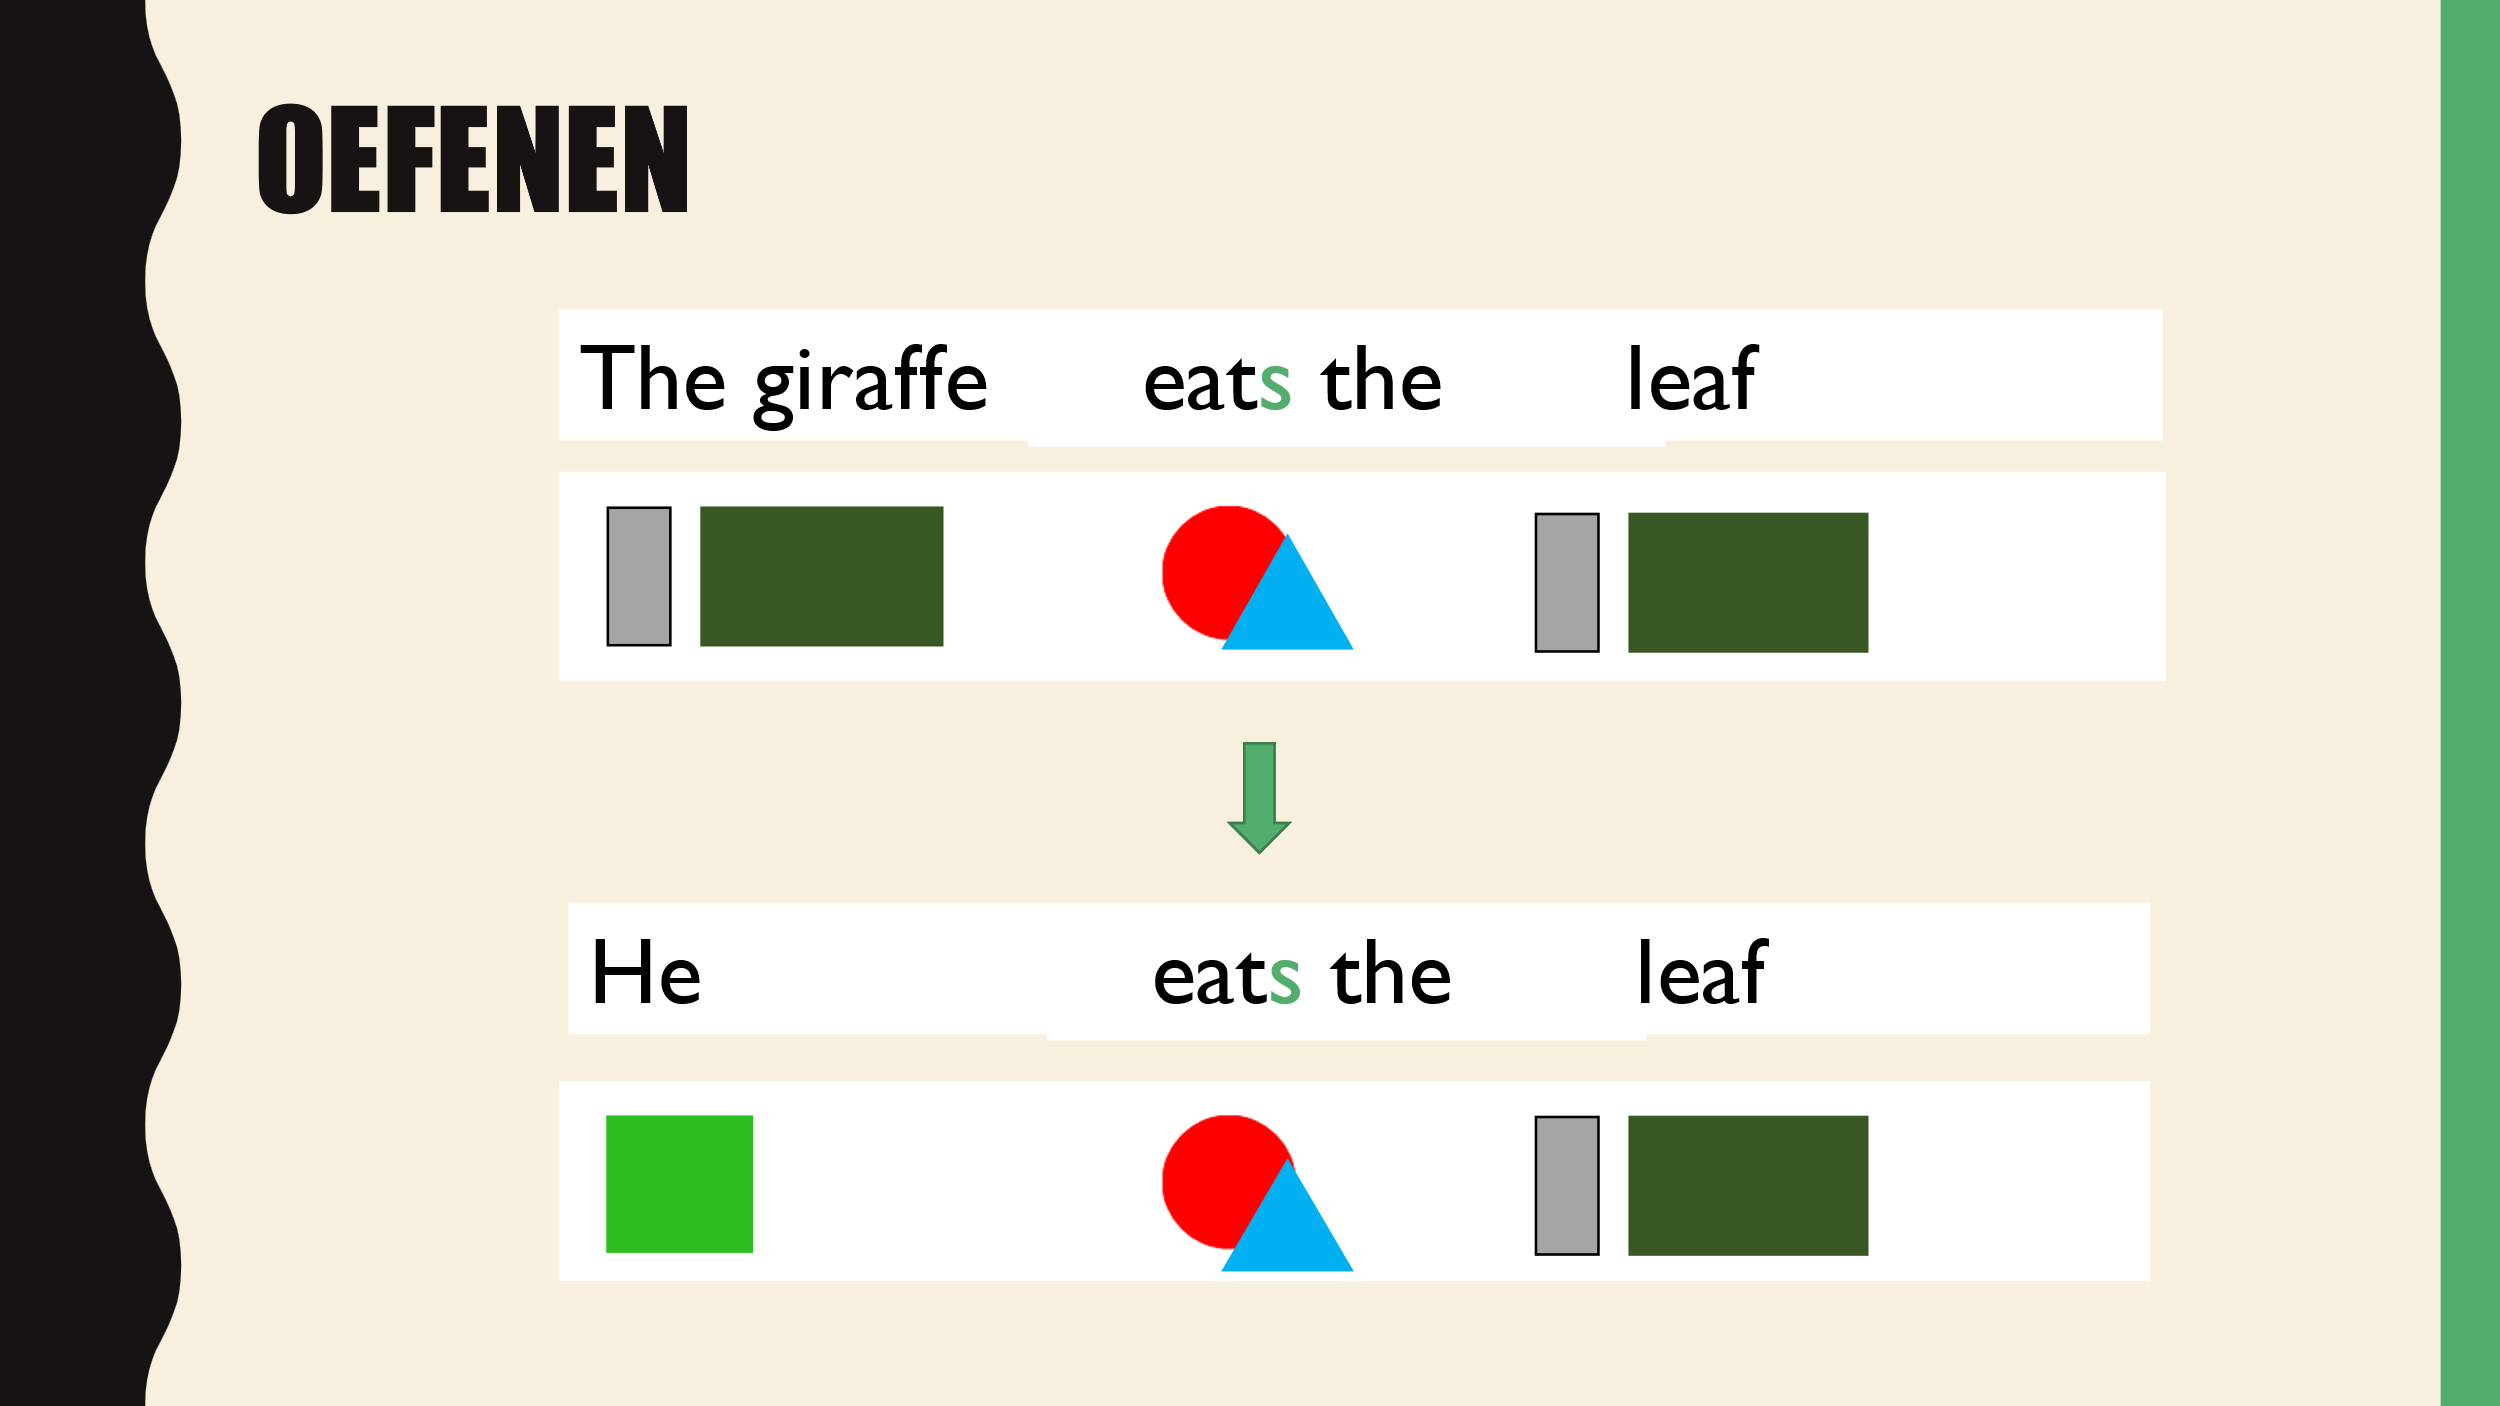 OEFENEN
The giraffe eats the leaf
He eats the leaf